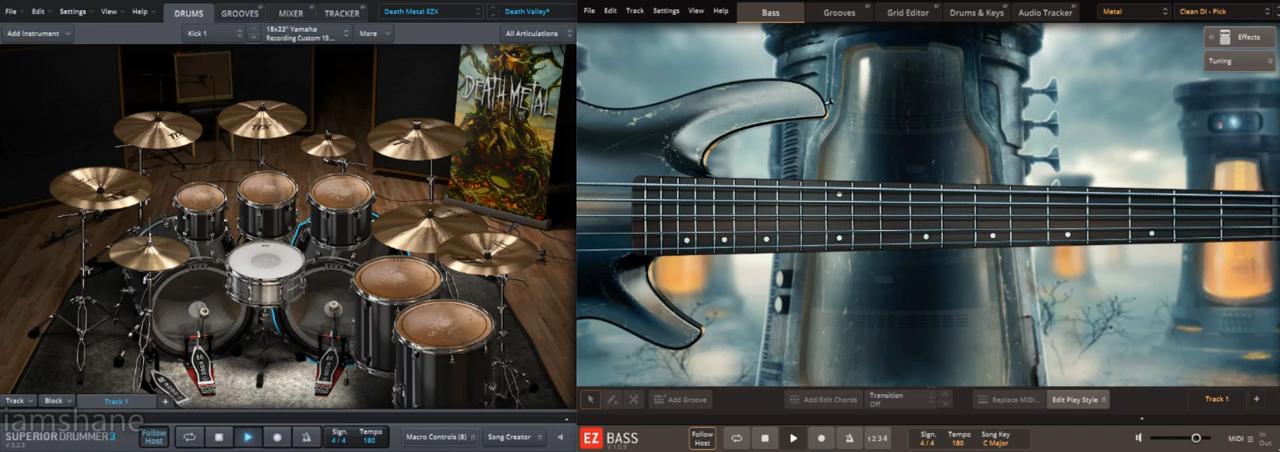 File Edit Settings View Help DRUMS GROOVES MIXER TRACKER Death Metal EZX Death Valley*
Add Instrument Kick 1 18x22" Yamaha More All Articulations
Recording Custom 19...
DEATH METAL
Track Block Track 1 +
iamshane
SUPERIOR DRUMMER 3 Follow Host Sign. 4/4 Tempo 180 Macro Controls (8) Song Creator
V 3.2.3
File Edit Track Settings View Help Bass Grooves Grid Editor Drums & Keys Audio Tracker Metal Clean DI - Pick
Effects
Tuning
Add Groove Add/Edit Chords Transition Off Replace MIDI... Edit Play Style Track 1 +
EZ BASS Follow Host 1234 Sign. 4/4 Tempo 180 Song Key C Major MIDI In Out